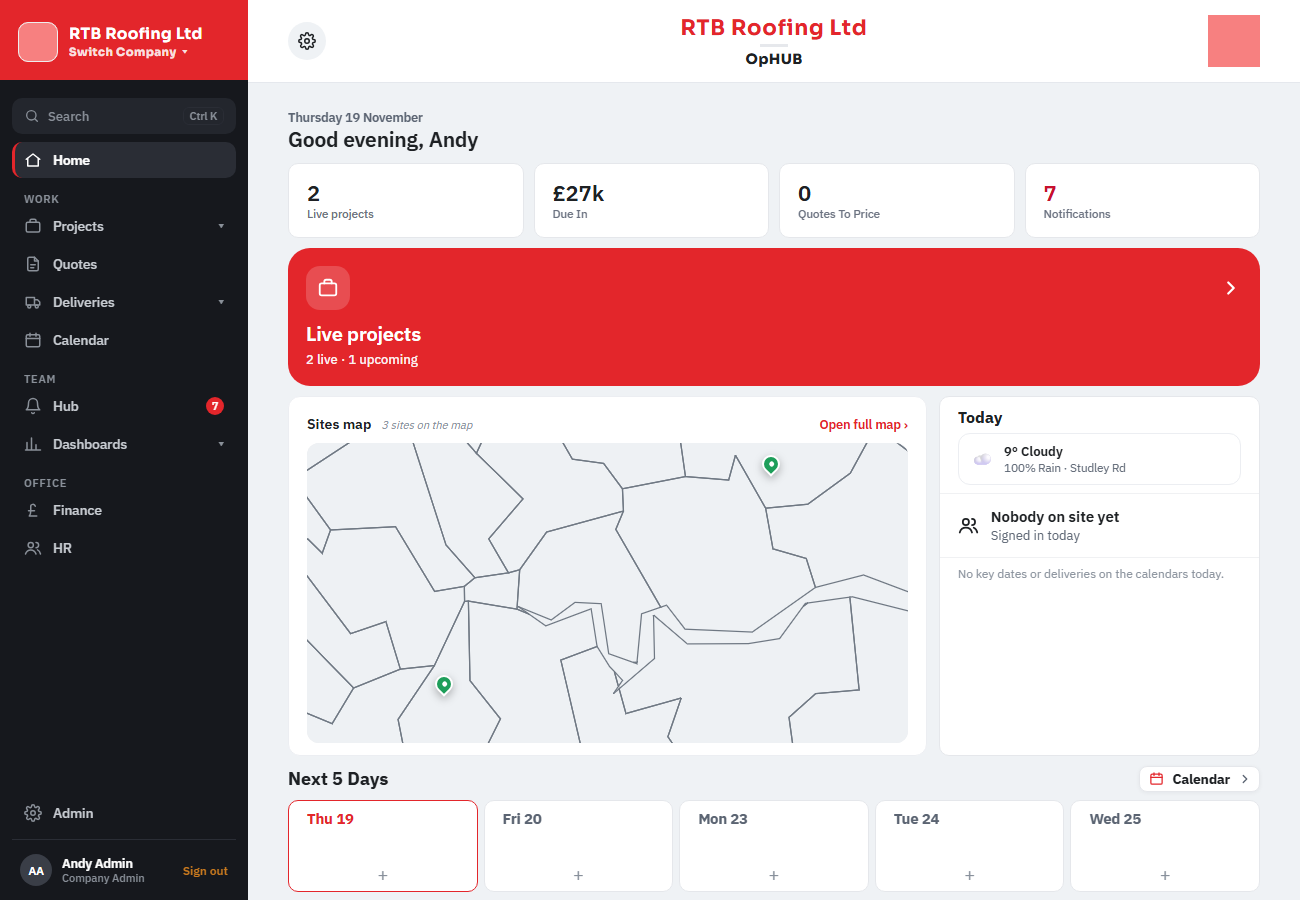 RTB Roofing Ltd
Switch Company
Search
Ctrl K
Home
WORK
Projects
Quotes
Deliveries
Calendar
TEAM
Hub
7
Dashboards
OFFICE
Finance
HR
Admin
AA
Andy Admin
Company Admin
Sign out
RTB Roofing Ltd
OpHUB
Thursday 19 November
Good evening, Andy
2
Live projects
£27k
Due In
0
Quotes To Price
7
Notifications
Live projects
2 live · 1 upcoming
Sites map
3 sites on the map
Open full map ›
Today
9° Cloudy
100% Rain · Studley Rd
Nobody on site yet
Signed in today
No key dates or deliveries on the calendars today.
Next 5 Days
Calendar
Thu 19
+
Fri 20
+
Mon 23
+
Tue 24
+
Wed 25
+